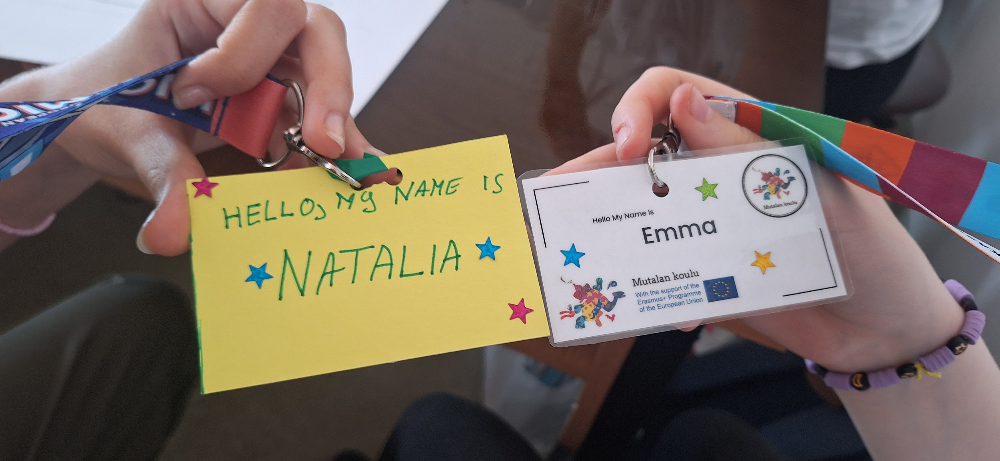 HELLO, MY NAME IS
NATALIA
Hello My Name Is
Emma
Mutalan koulu
Mutalan koulu
With the support of the
Erasmus+ Programme
of the European Union